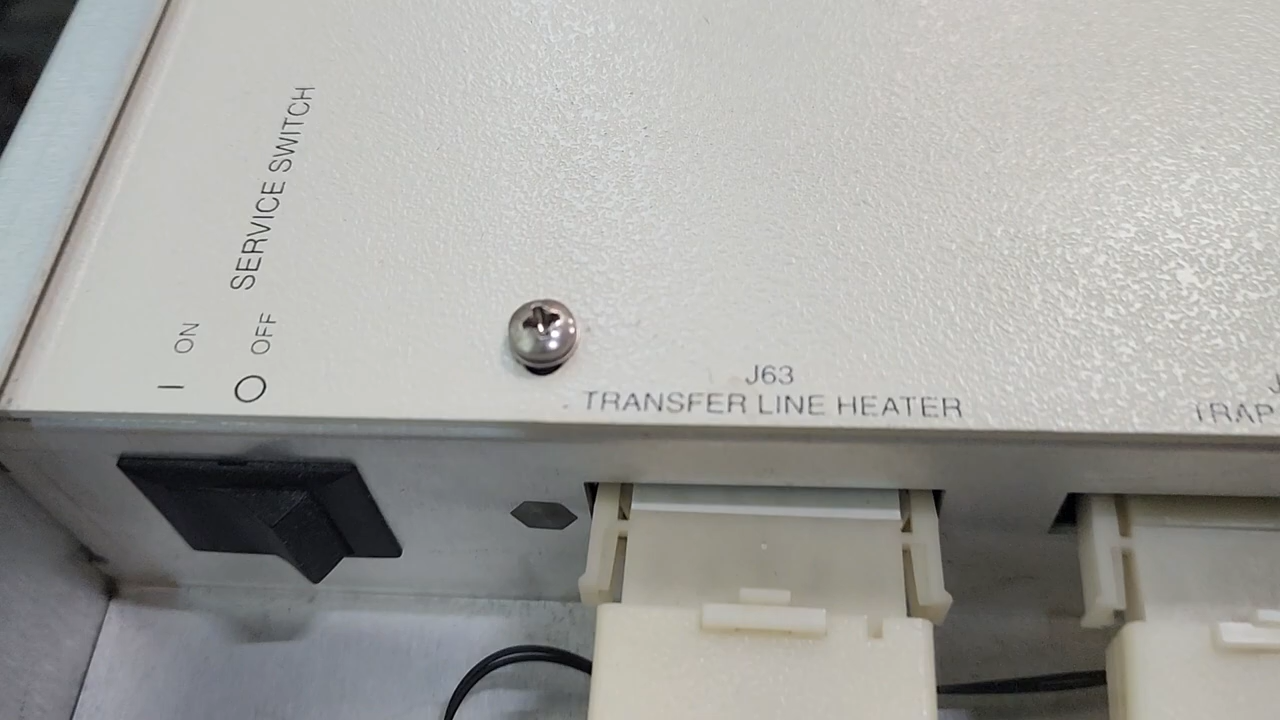 SERVICE SWITCH
| ON
O OFF
J63
TRANSFER LINE HEATER
TRAP